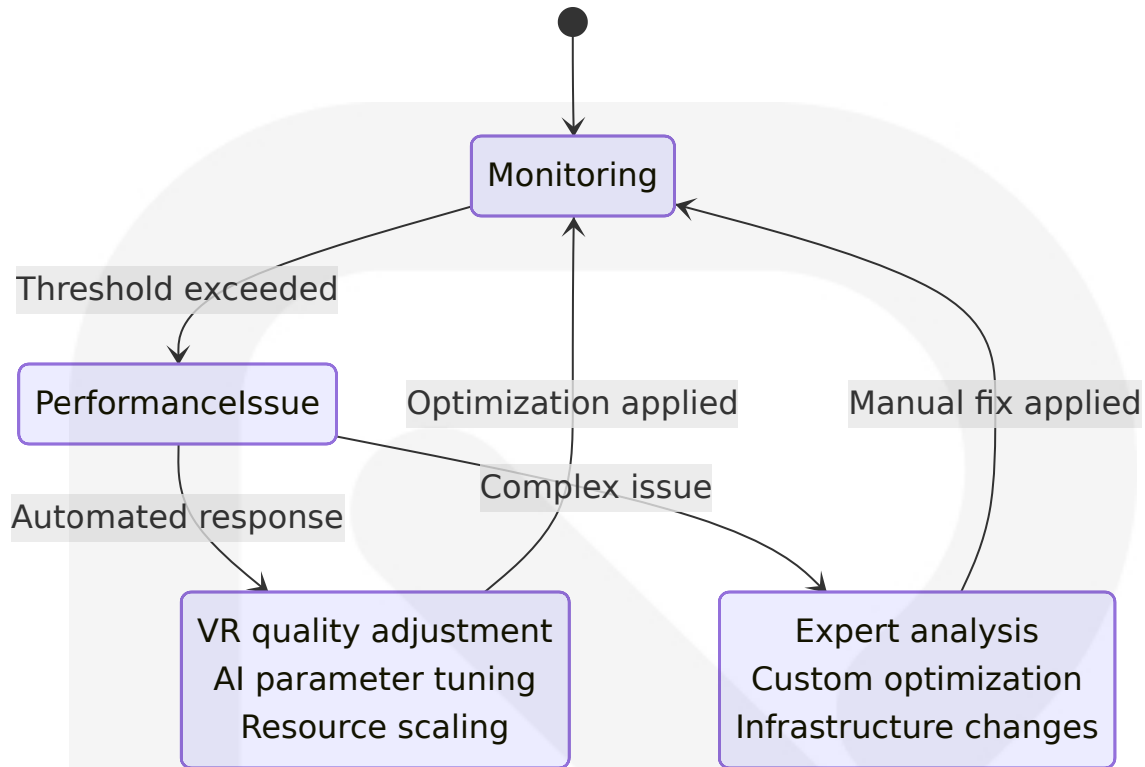 Monitoring
Threshold exceeded
PerformanceIssue
Optimization applied
Manual fix applied
Complex issue
Automated response
VR quality adjustment
AI parameter tuning
Resource scaling
Expert analysis
Custom optimization
Infrastructure changes